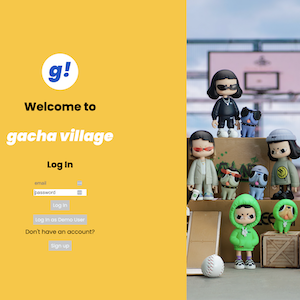 g!
Welcome to
gacha village
Log In
email
password
Log In
Log in as Demo User
Don't have an account?
Sign up